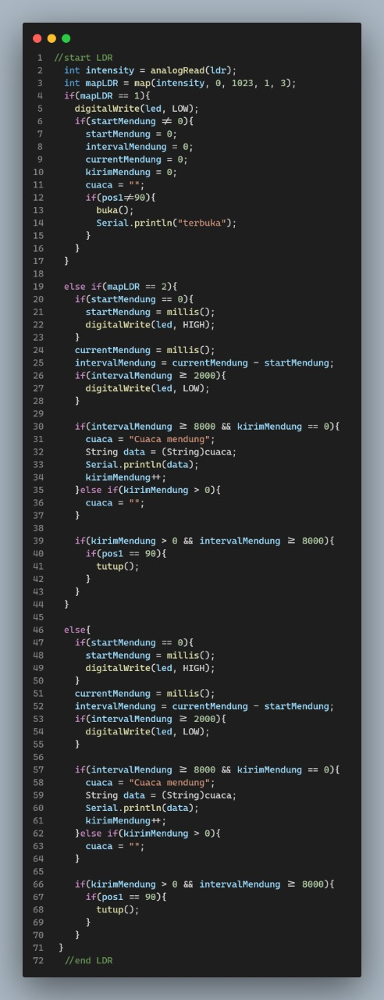 1 //start LDR
2 int intensity = analogRead(ldr);
3 int mapLDR = map(intensity, 0, 1023, 1, 3);
4 if(mapLDR == 1){
5 digitalWrite(led, LOW);
6 if(startMendung ≠ 0){
7 startMendung = 0;
8 intervalMendung = 0;
9 currentMendung = 0;
10 kirimMendung = 0;
11 cuaca = "";
12 if(pos1≠90){
13 buka();
14 Serial.println("terbuka");
15 }
16 }
17 }
18
19 else if(mapLDR == 2){
20 if(startMendung == 0){
21 startMendung = millis();
22 digitalWrite(led, HIGH);
23 }
24 currentMendung = millis();
25 intervalMendung = currentMendung - startMendung;
26 if(intervalMendung ≥ 2000){
27 digitalWrite(led, LOW);
28 }
29
30 if(intervalMendung ≥ 8000 && kirimMendung == 0){
31 cuaca = "Cuaca mendung";
32 String data = (String)cuaca;
33 Serial.println(data);
34 kirimMendung++;
35 }else if(kirimMendung > 0){
36 cuaca = "";
37 }
38
39 if(kirimMendung > 0 && intervalMendung ≥ 8000){
40 if(pos1 == 90){
41 tutup();
42 }
43 }
44 }
45
46 else{
47 if(startMendung == 0){
48 startMendung = millis();
49 digitalWrite(led, HIGH);
50 }
51 currentMendung = millis();
52 intervalMendung = currentMendung - startMendung;
53 if(intervalMendung ≥ 2000){
54 digitalWrite(led, LOW);
55 }
56
57 if(intervalMendung ≥ 8000 && kirimMendung == 0){
58 cuaca = "Cuaca mendung";
59 String data = (String)cuaca;
60 Serial.println(data);
61 kirimMendung++;
62 }else if(kirimMendung > 0){
63 cuaca = "";
64 }
65
66 if(kirimMendung > 0 && intervalMendung ≥ 8000){
67 if(pos1 == 90){
68 tutup();
69 }
70 }
71 }
72 //end LDR